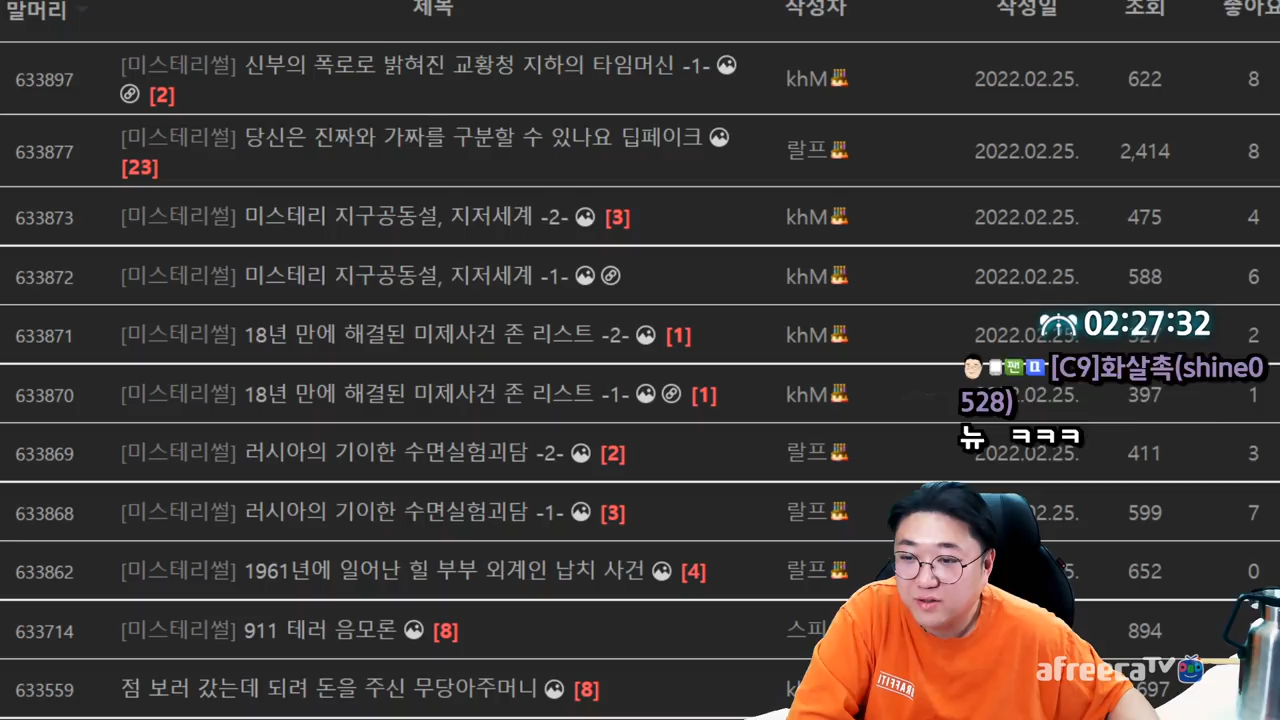 말머리 제목 작성자 작성일 조회 좋아요
633897 [미스테리썰] 신부의 폭로로 밝혀진 교황청 지하의 타임머신 -1- [2] khM 2022.02.25. 622 8
633877 [미스테리썰] 당신은 진짜와 가짜를 구분할 수 있나요 딥페이크 [23] 랄프 2022.02.25. 2,414 8
633873 [미스테리썰] 미스테리 지구공동설, 지저세계 -2- [3] khM 2022.02.25. 475 4
633872 [미스테리썰] 미스테리 지구공동설, 지저세계 -1- khM 2022.02.25. 588 6
633871 [미스테리썰] 18년 만에 해결된 미제사건 존 리스트 -2- [1] khM 2022.02.25. 527 2
02:27:32
[C9]화살촉(shine0
528)
뉴 ㅋㅋㅋ
633870 [미스테리썰] 18년 만에 해결된 미제사건 존 리스트 -1- [1] khM 2.25. 397 1
633869 [미스테리썰] 러시아의 기이한 수면실험괴담 -2- [2] 랄프 2022.02.25. 411 3
633868 [미스테리썰] 러시아의 기이한 수면실험괴담 -1- [3] 랄프 2.25. 599 7
633862 [미스테리썰] 1961년에 일어난 힐 부부 외계인 납치 사건 [4] 랄프 5. 652 0
633714 [미스테리썰] 911 테러 음모론 [8] 스피 894
633559 점 보러 갔는데 되려 돈을 주신 무당아주머니 [8] k 697
afreecaTV
GRAFFITI